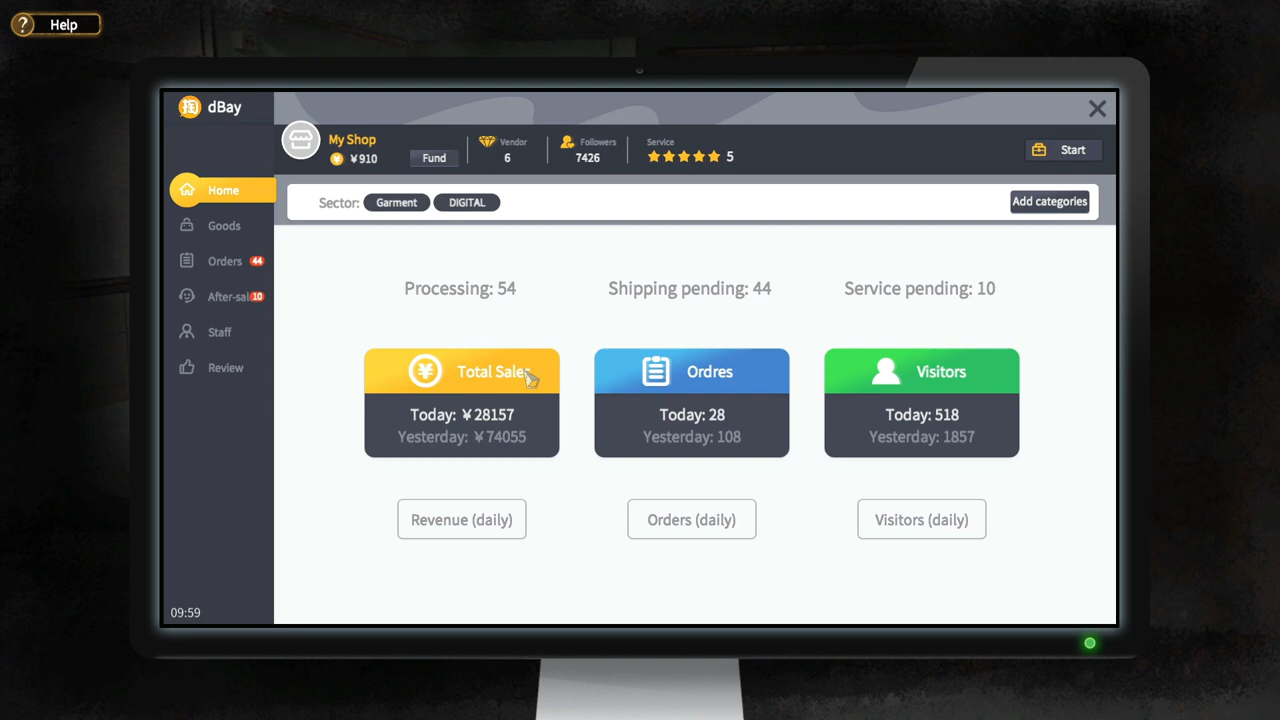 Help
淘 dBay
My Shop
¥910
Fund
Vendor
6
Followers
7426
Service
5
Start
Home
Goods
Orders 44
After-sal 10
Staff
Review
09:59
Sector: Garment DIGITAL
Add categories
Processing: 54
Shipping pending: 44
Service pending: 10
Total Sales
Today: ¥28157
Yesterday: ¥74055
Revenue (daily)
Ordres
Today: 28
Yesterday: 108
Orders (daily)
Visitors
Today: 518
Yesterday: 1857
Visitors (daily)